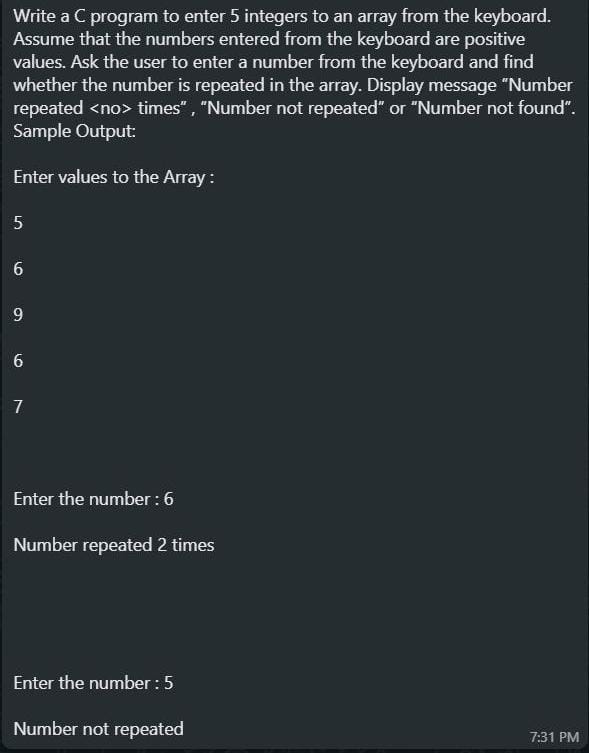 Write a C program to enter 5 integers to an array from the keyboard.
Assume that the numbers entered from the keyboard are positive
values. Ask the user to enter a number from the keyboard and find
whether the number is repeated in the array. Display message "Number
repeated <no> times" , "Number not repeated" or "Number not found".
Sample Output:
Enter values to the Array :
5
6
9
6
7
Enter the number : 6
Number repeated 2 times
Enter the number : 5
Number not repeated
7:31 PM